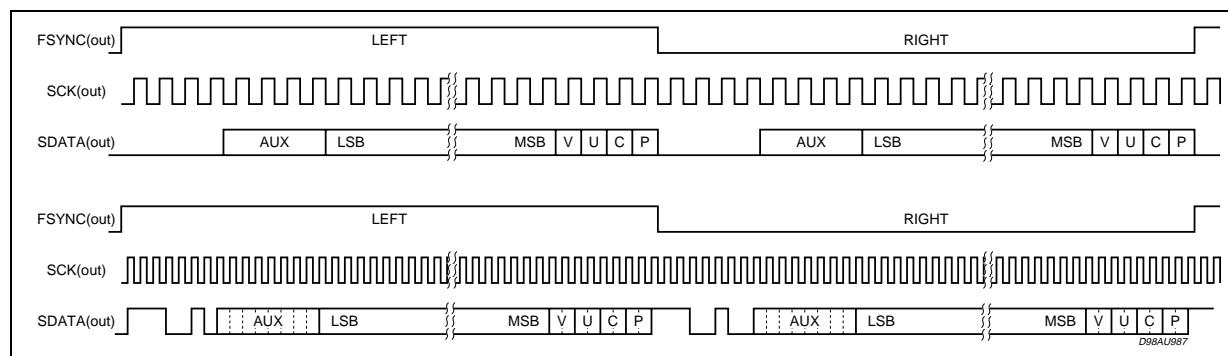 FSYNC(out) LEFT RIGHT
SCK(out)
SDATA(out) AUX LSB MSB V U C P AUX LSB MSB V U C P
FSYNC(out) LEFT RIGHT
SCK(out)
SDATA(out) AUX LSB MSB V U C P AUX LSB MSB V U C P
D98AU987